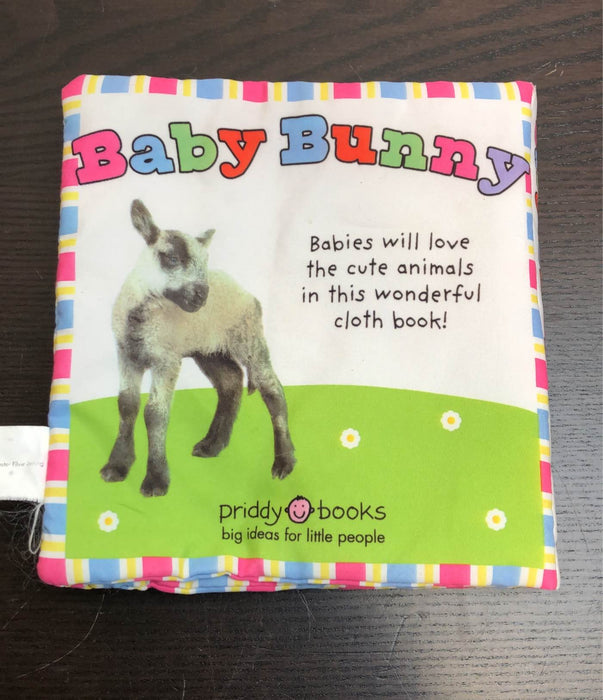 Baby Bunny
Babies will love
the cute animals
in this wonderful
cloth book!
priddy books
big ideas for little people